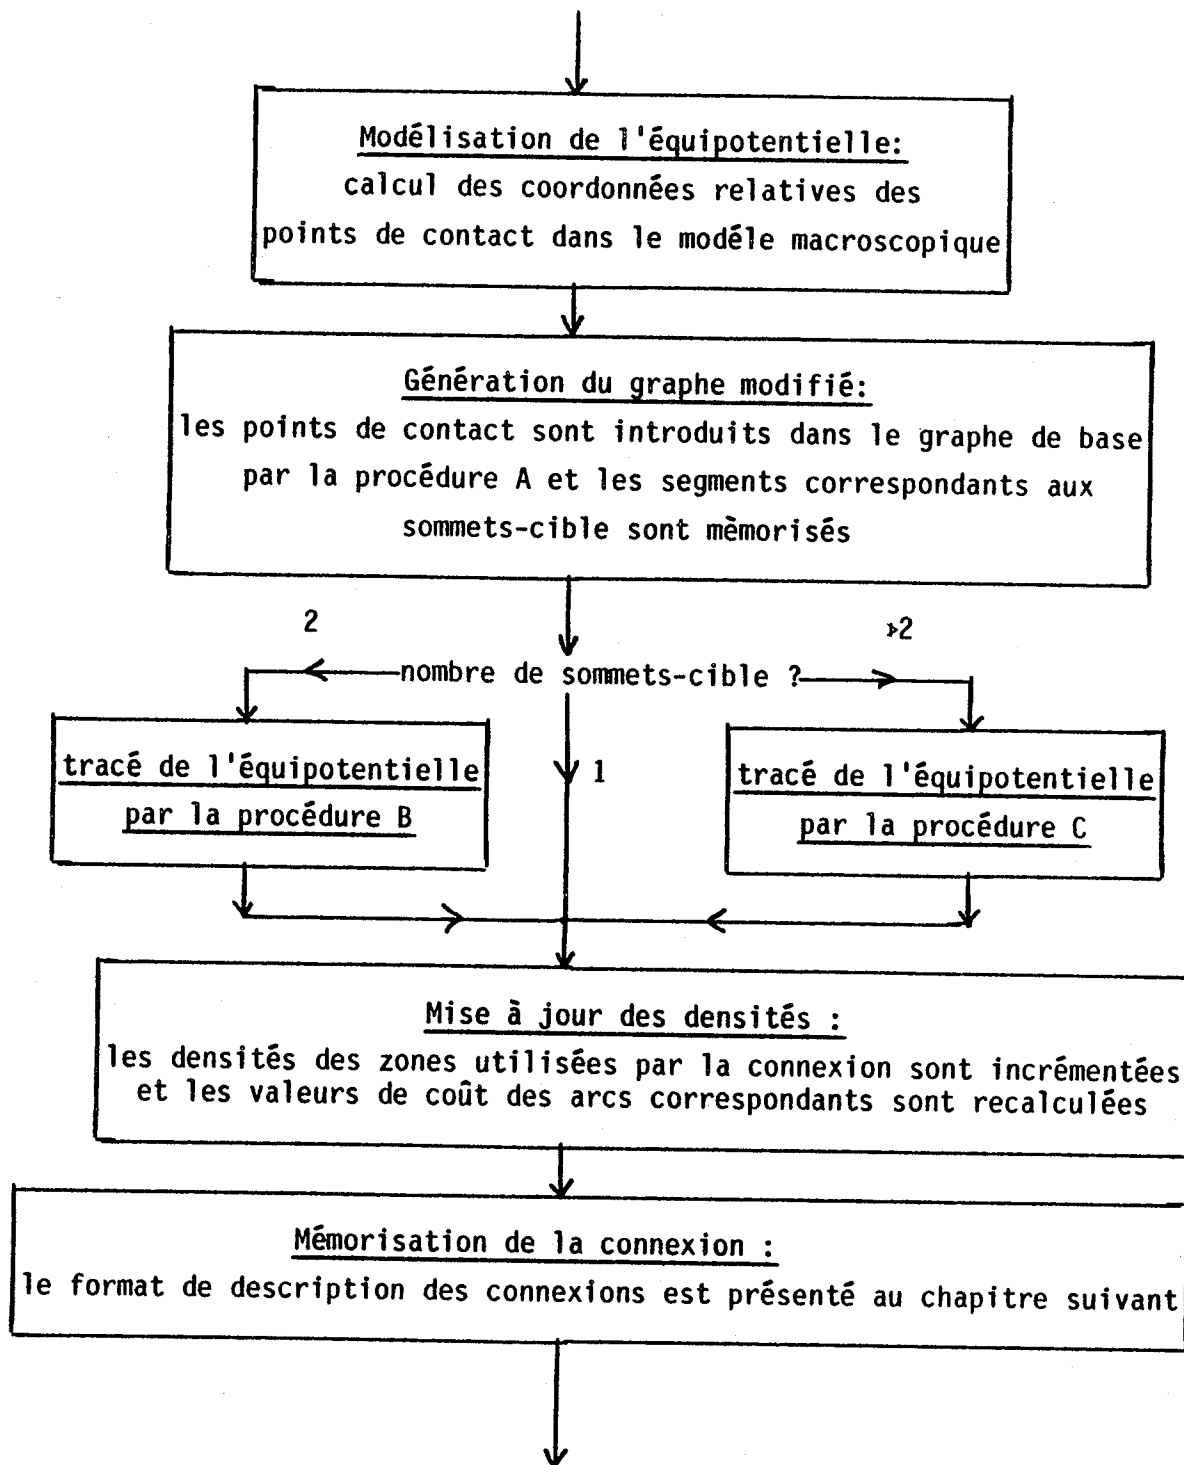 Modélisation de l'équipotentielle:
calcul des coordonnées relatives des
points de contact dans le modéle macroscopique
Génération du graphe modifié:
les points de contact sont introduits dans le graphe de base
par la procédure A et les segments correspondants aux
sommets-cible sont mèmorisés
2
>2
nombre de sommets-cible ?
1
tracé de l'équipotentielle
par la procédure B
tracé de l'équipotentielle
par la procédure C
Mise à jour des densités :
les densités des zones utilisées par la connexion sont incrémentées
et les valeurs de coût des arcs correspondants sont recalculées
Mémorisation de la connexion :
le format de description des connexions est présenté au chapitre suivant